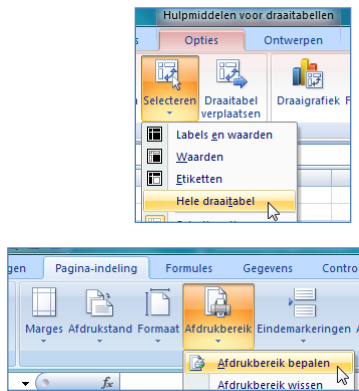 Hulpmiddelen voor draaitabellen
Opties Ontwerpen
Selecteren Draaitabel verplaatsen Draaigrafiek
Labels en waarden
Waarden
Etiketten
Hele draaitabel
Pagina-indeling Formules Gegevens
Marges Afdrukstand Formaat Afdrukbereik Eindemarkeringen
fx
Afdrukbereik bepalen
Afdrukbereik wissen